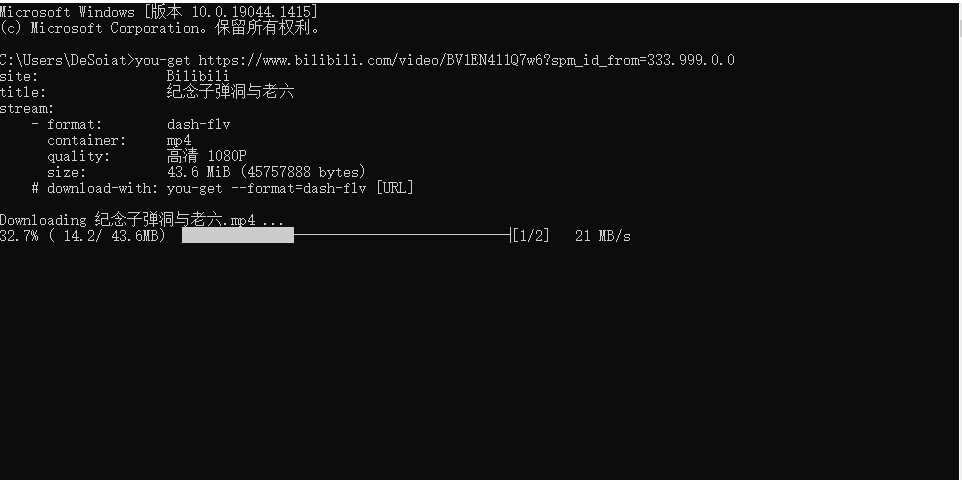 Microsoft Windows [版本 10.0.19044.1415]
(c) Microsoft Corporation。保留所有权利。
C:\Users\DeSoiat>you-get https://www.bilibili.com/video/BV1EN411Q7w6?spm_id_from=333.999.0.0
site: Bilibili
title: 纪念子弹洞与老六
stream:
- format: dash-flv
container: mp4
quality: 高清 1080P
size: 43.6 MiB (45757888 bytes)
# download-with: you-get --format=dash-flv [URL]
Downloading 纪念子弹洞与老六.mp4 ...
32.7% ( 14.2/ 43.6MB) [1/2] 21 MB/s